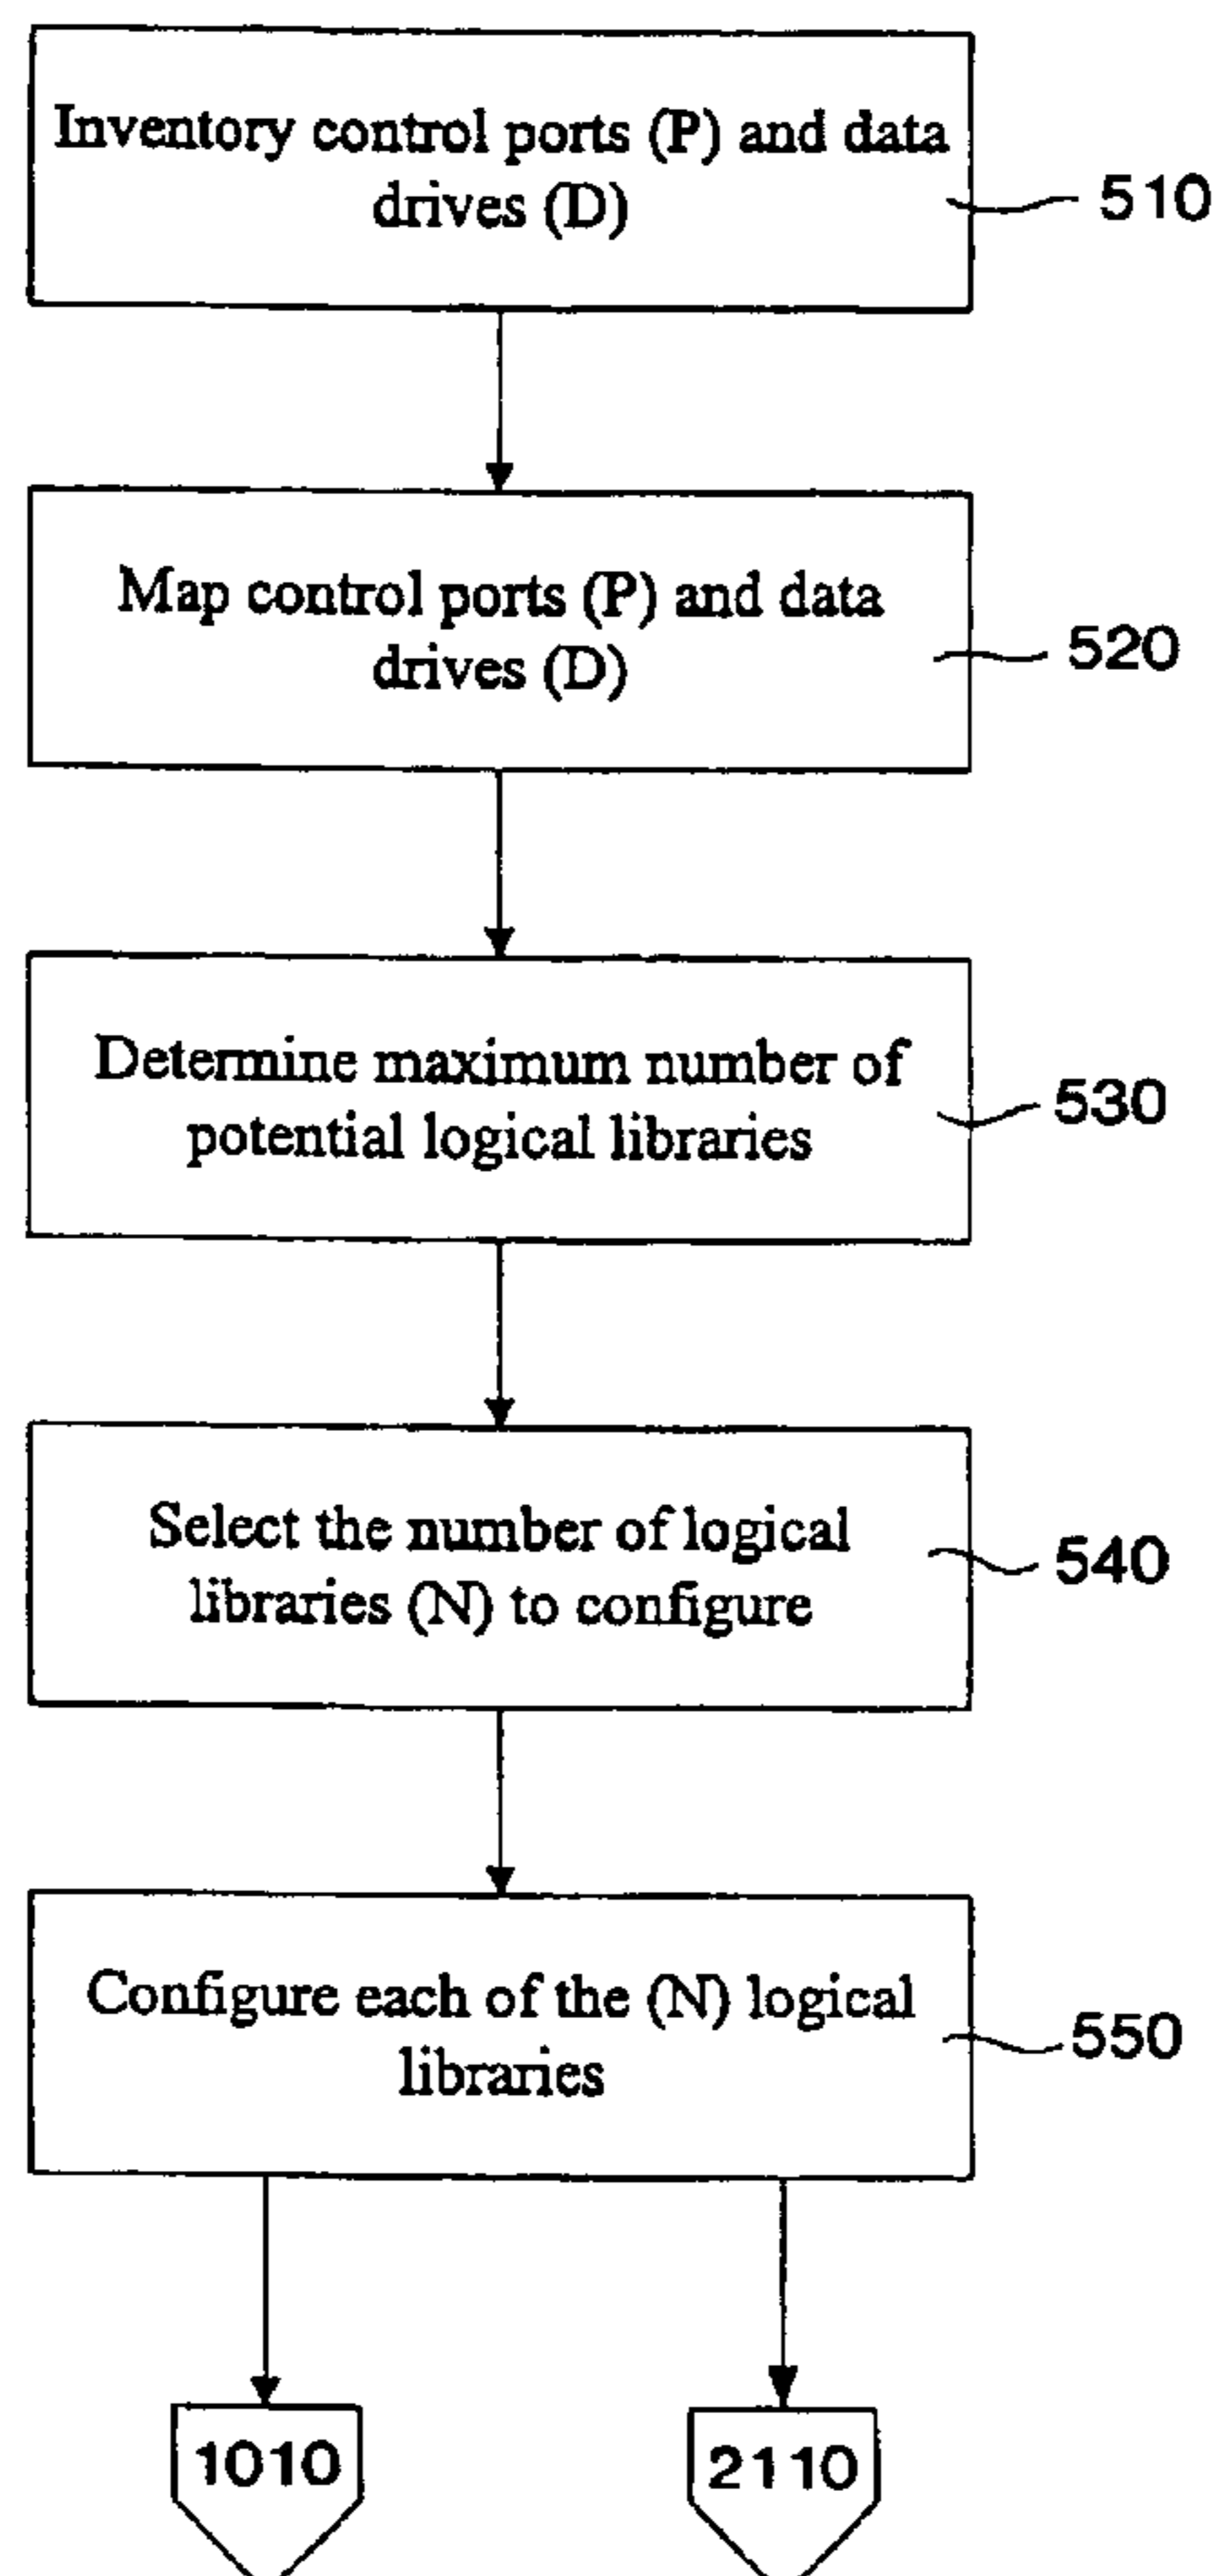 Inventory control ports (P) and data
drives (D)
510
Map control ports (P) and data
drives (D)
520
Determine maximum number of
potential logical libraries
530
Select the number of logical
libraries (N) to configure
540
Configure each of the (N) logical
libraries
550
1010
2110